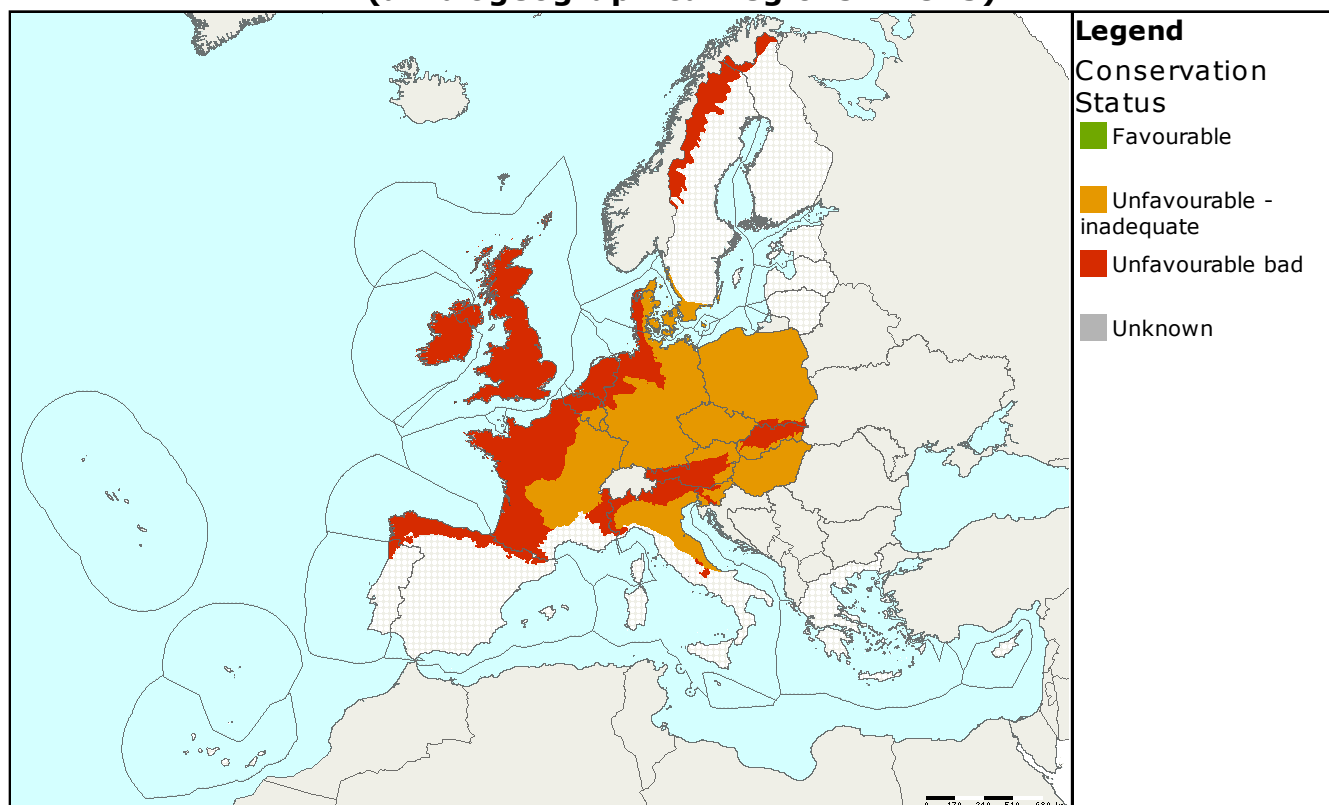 Legend
Conservation
Status
Favourable
Unfavourable -
inadequate
Unfavourable bad
Unknown